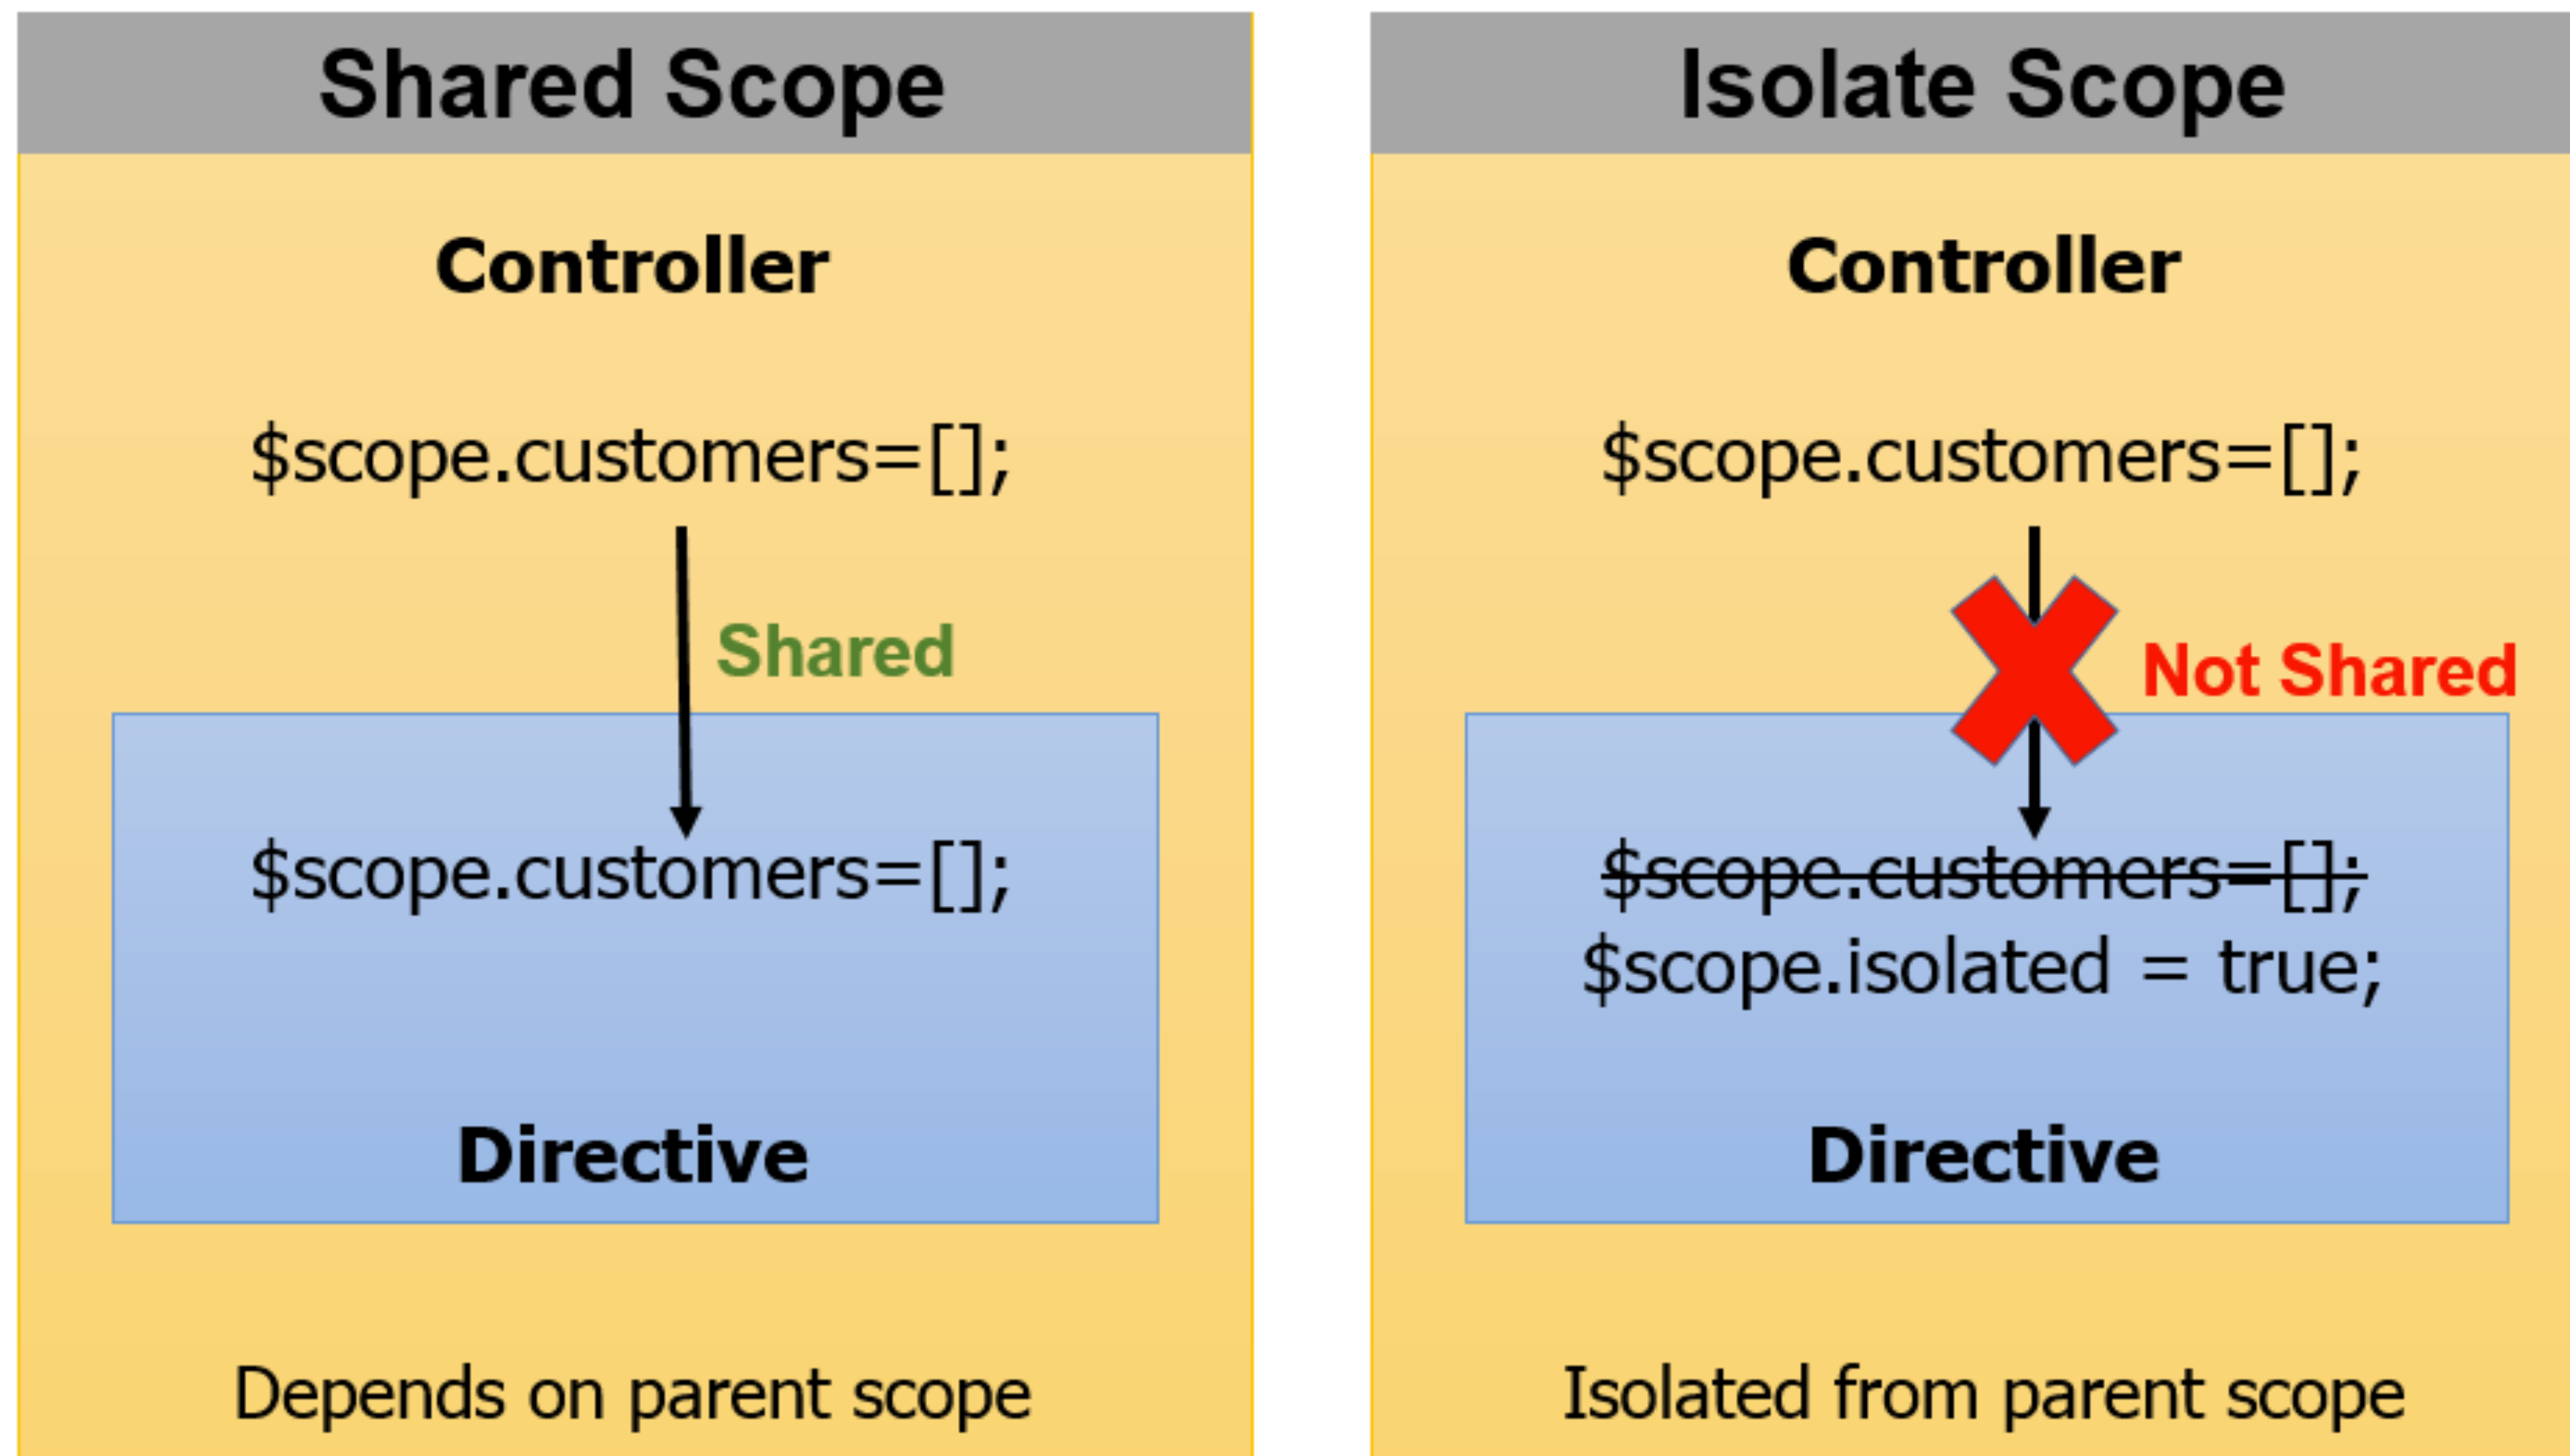 Shared Scope
Controller
$scope.customers=[];
Shared
$scope.customers=[];
Directive
Depends on parent scope
Isolate Scope
Controller
$scope.customers=[];
Not Shared
$scope.customers=[];
$scope.isolated = true;
Directive
Isolated from parent scope